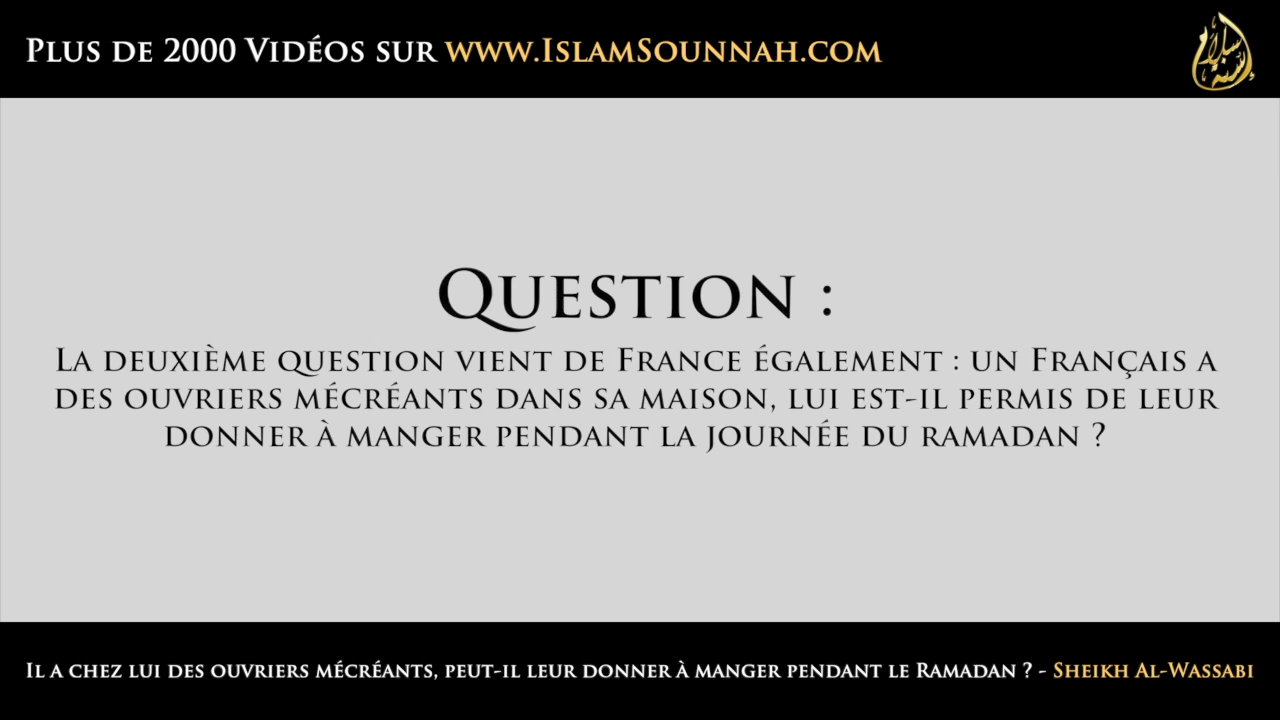 Plus de 2000 Vidéos sur www.IslamSounnah.com
إسلام
السنة
Question :
La deuxième question vient de France également : un Français a
des ouvriers mécréants dans sa maison, lui est-il permis de leur
donner à manger pendant la journée du ramadan ?
Il a chez lui des ouvriers mécréants, peut-il leur donner à manger pendant le Ramadan ? - Sheikh Al-Wassabi